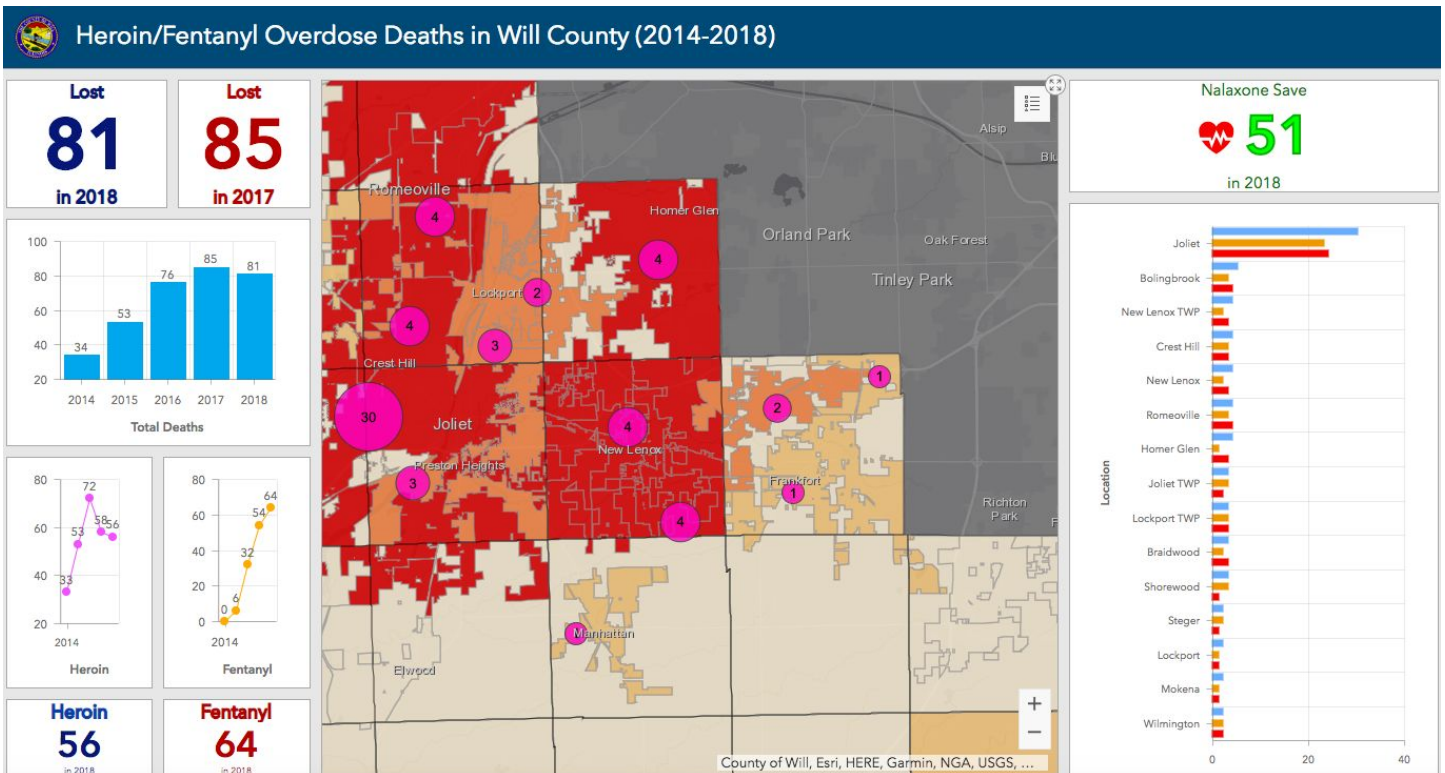 Heroin/Fentanyl Overdose Deaths in Will County (2014-2018)
Lost
81
in 2018
Lost
85
in 2017
100
80
60
40
20
34
53
76
85
81
2014 2015 2016 2017 2018
Total Deaths
80
60
40
20
33
53
72
58
56
2014
Heroin
80
60
40
20
0
0
6
32
54
64
2014
Fentanyl
Heroin
56
in 2018
Fentanyl
64
in 2018
Alsip
Romeoville
4
Homer Glen
4
Orland Park
Oak Forest
Tinley Park
Lockport
2
4
3
Crest Hill
1
30
Joliet
4
2
New Lenox
Preston Heights
3
Frankfort
1
Richton
Park
4
Manhattan
Elwood
+
−
County of Will, Esri, HERE, Garmin, NGA, USGS, ...
Nalaxone Save
51
in 2018
Location
Joliet
Bolingbrook
New Lenox TWP
Crest Hill
New Lenox
Romeoville
Homer Glen
Joliet TWP
Lockport TWP
Braidwood
Shorewood
Steger
Lockport
Mokena
Wilmington
0 20 40